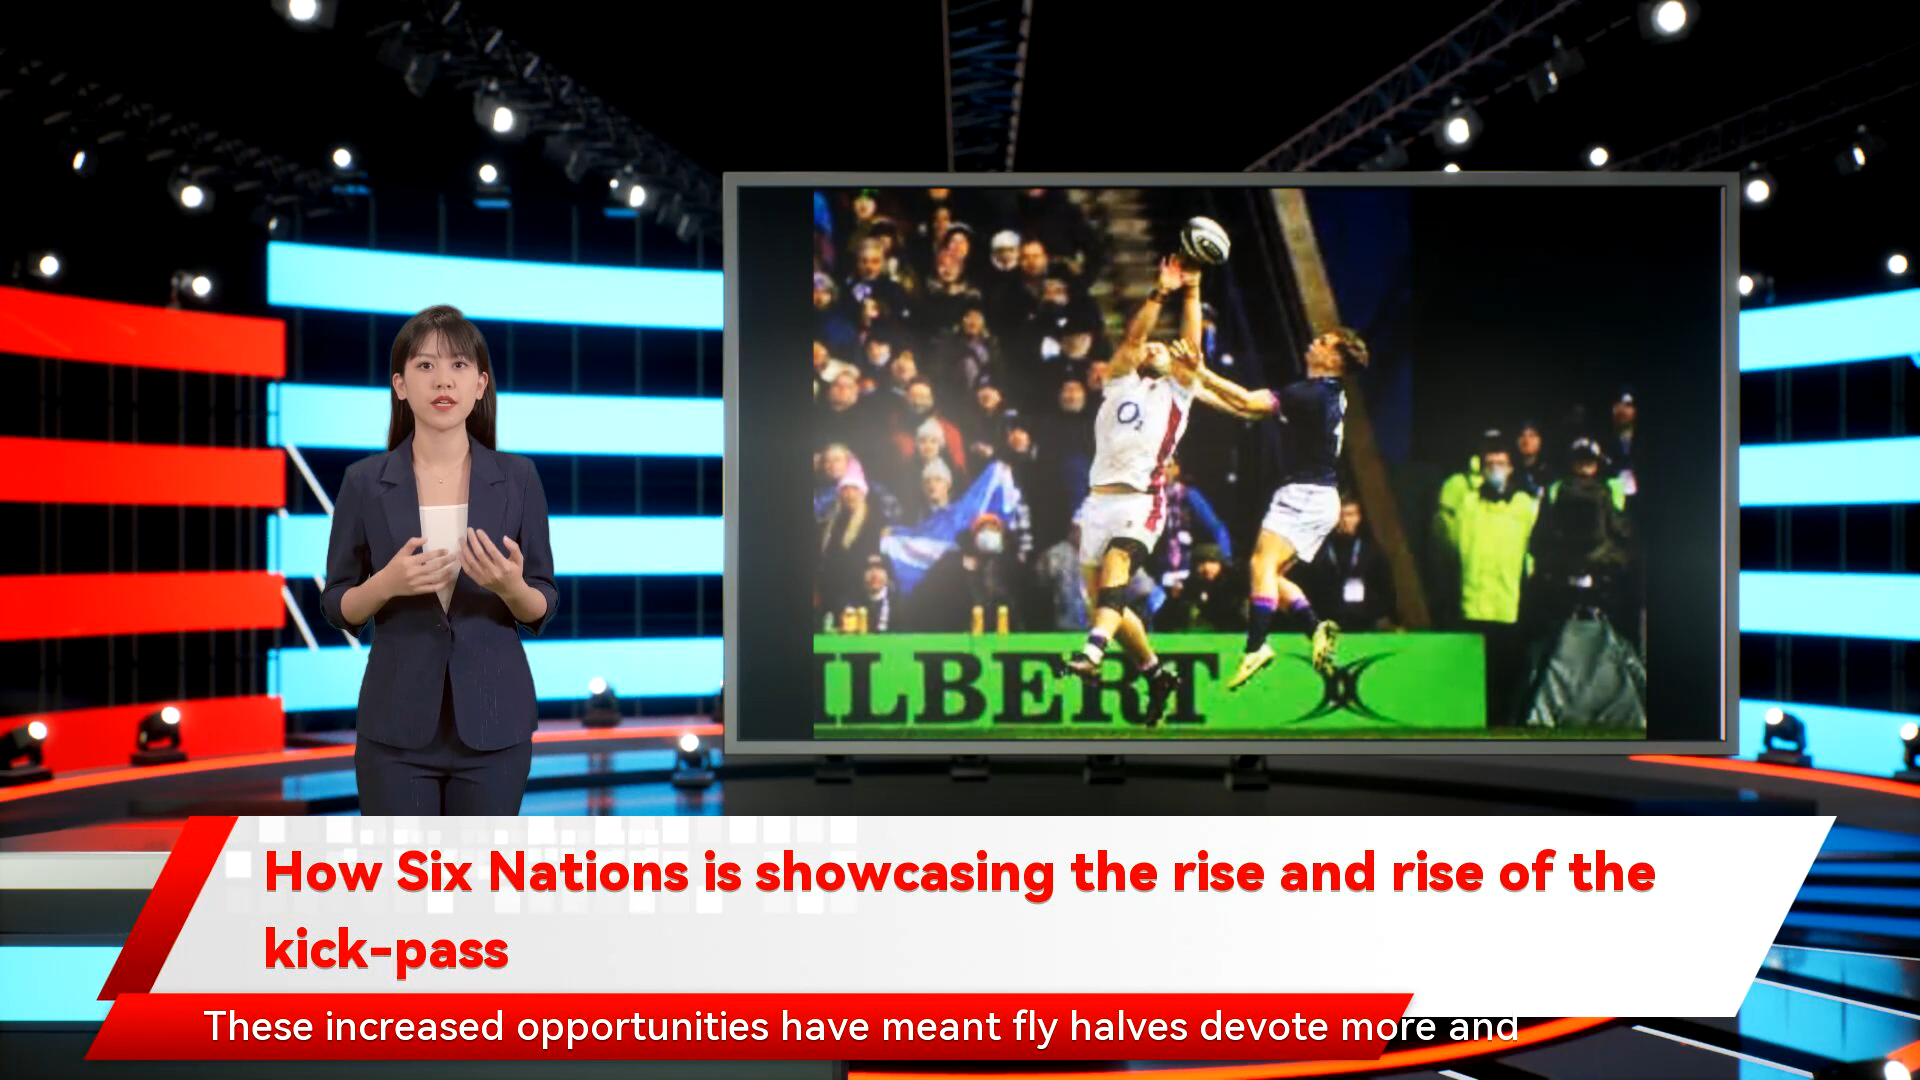 O2
ILBERT
How Six Nations is showcasing the rise and rise of the
kick-pass
These increased opportunities have meant fly halves devote more and